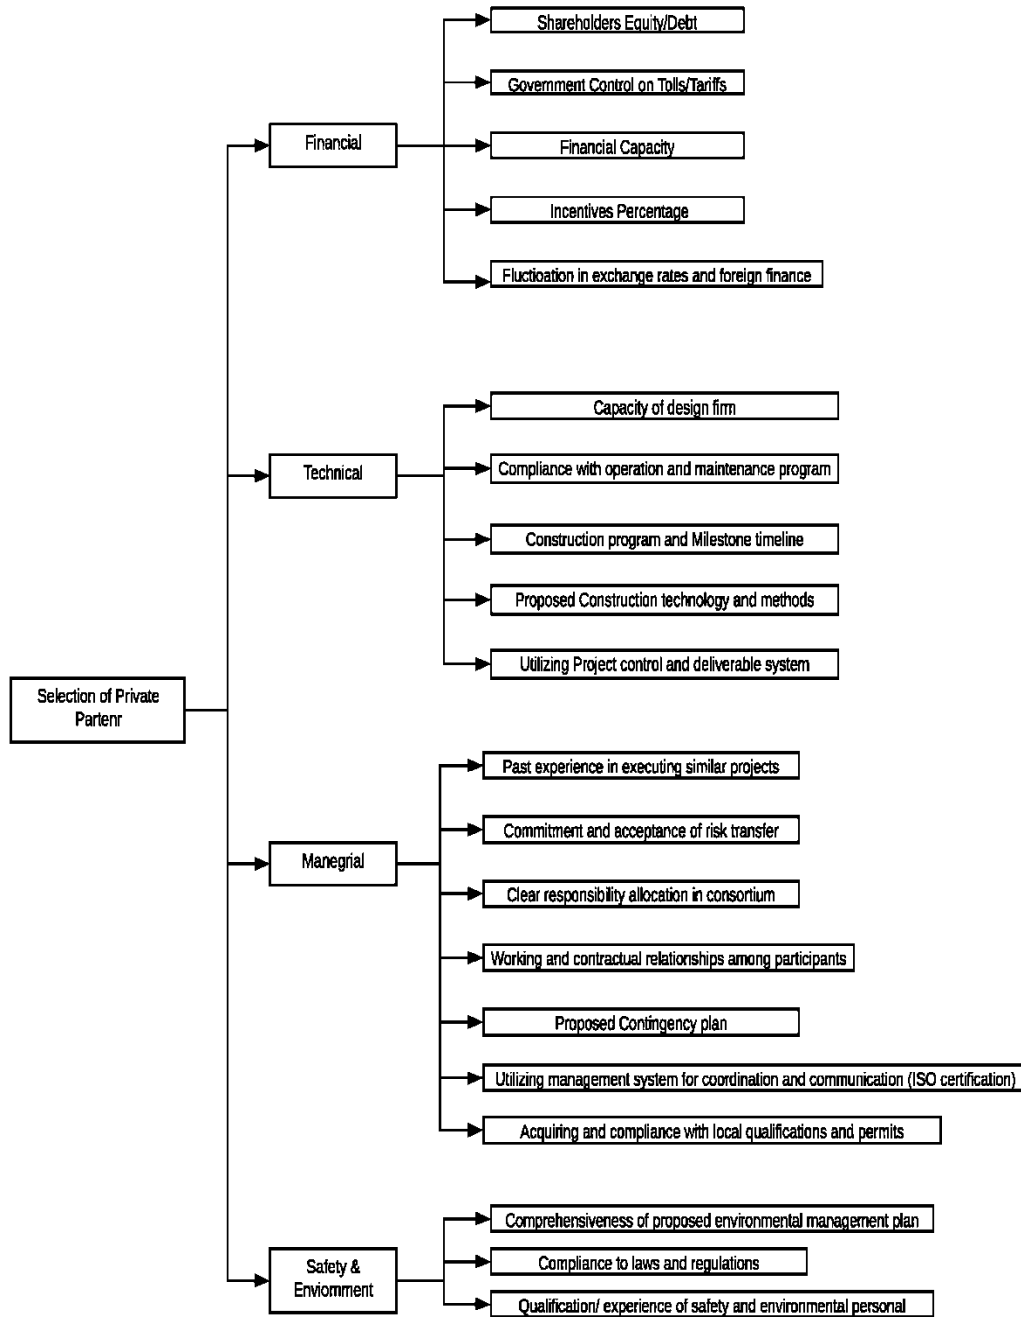 Selection of Private
Partenr
Financial
Shareholders Equity/Debt
Government Control on Tolls/Tariffs
Financial Capacity
Incentives Percentage
Fluctioation in exchange rates and foreign finance
Technical
Capacity of design firm
Compliance with operation and maintenance program
Construction program and Milestone timeline
Proposed Construction technology and methods
Utilizing Project control and deliverable system
Manegrial
Past experience in executing similar projects
Commitment and acceptance of risk transfer
Clear responsibility allocation in consortium
Working and contractual relationships among participants
Proposed Contingency plan
Utilizing management system for coordination and communication (ISO certification)
Acquiring and compliance with local qualifications and permits
Safety &
Enviornment
Comprehensiveness of proposed environmental management plan
Compliance to laws and regulations
Qualification/ experience of safety and environmental personal